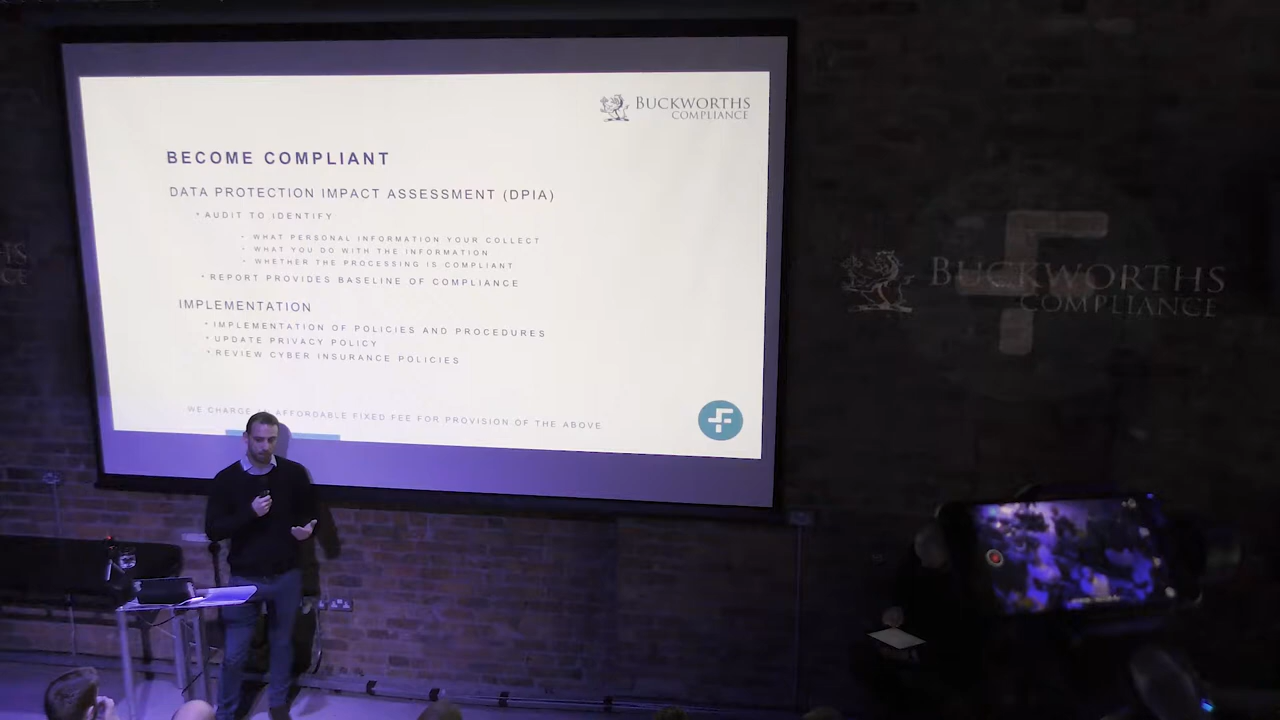 BUCKWORTHS
COMPLIANCE
BECOME COMPLIANT
DATA PROTECTION IMPACT ASSESSMENT (DPIA)
• AUDIT TO IDENTIFY
• WHAT PERSONAL INFORMATION YOUR COLLECT
• WHAT YOU DO WITH THE INFORMATION
• WHETHER THE PROCESSING IS COMPLIANT
• REPORT PROVIDES BASELINE OF COMPLIANCE
IMPLEMENTATION
• IMPLEMENTATION OF POLICIES AND PROCEDURES
• UPDATE PRIVACY POLICY
• REVIEW CYBER INSURANCE POLICIES
WE CHARGE AFFORDABLE FIXED FEE FOR PROVISION OF THE ABOVE
F
BUCKWORTHS
COMPLIANCE
F